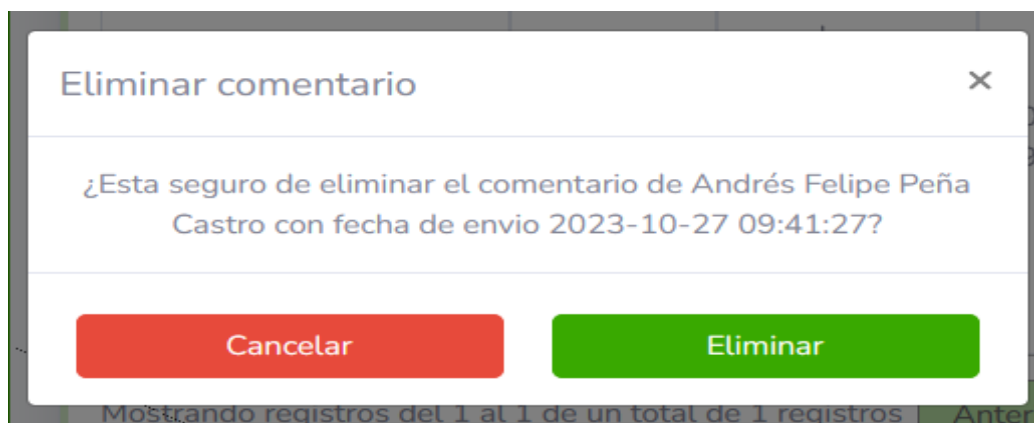 Eliminar comentario ×
¿Esta seguro de eliminar el comentario de Andrés Felipe Peña
Castro con fecha de envio 2023-10-27 09:41:27?
Cancelar Eliminar
Mostrando registros del 1 al 1 de un total de 1 registros